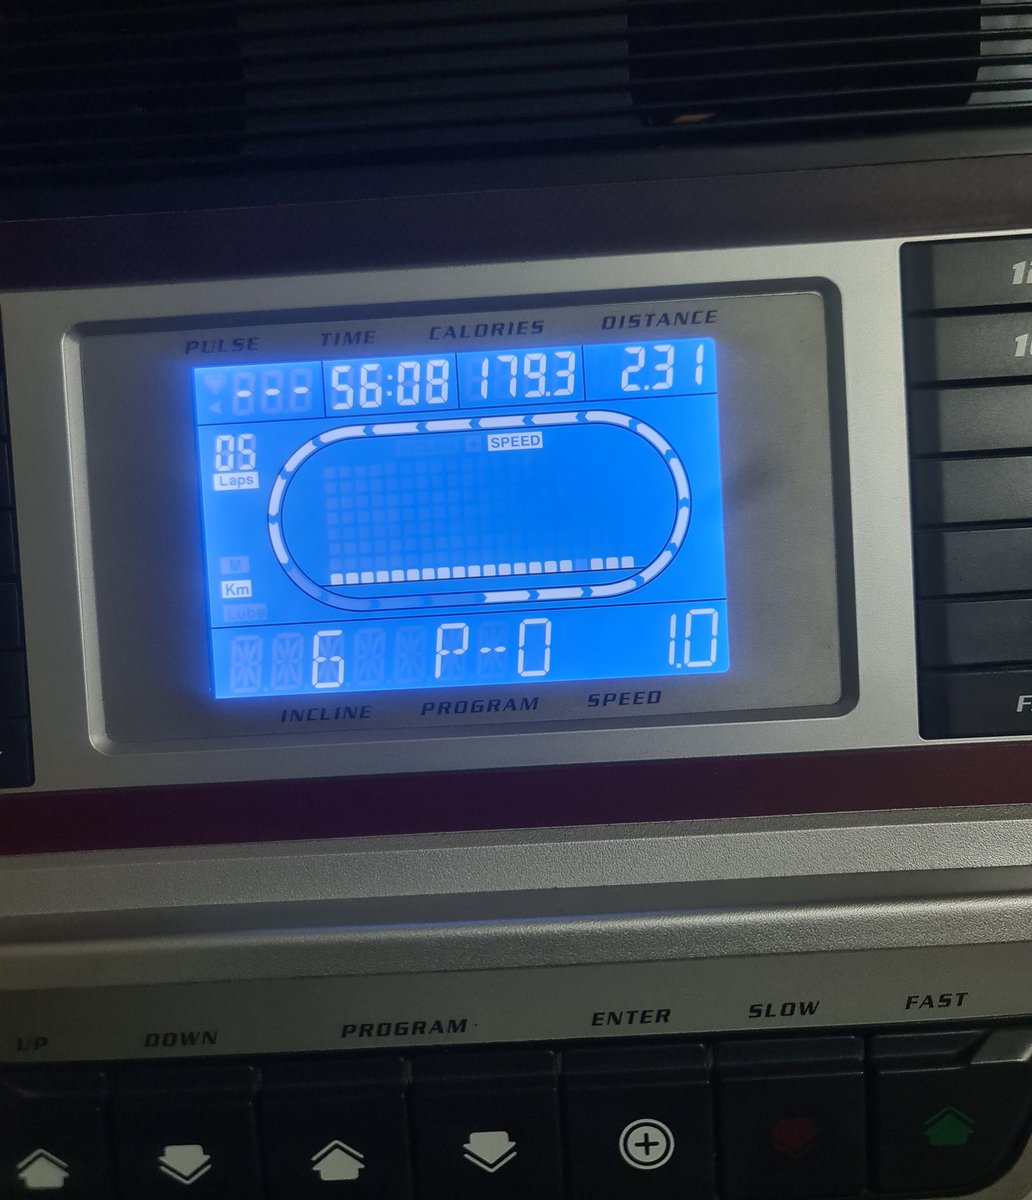 PULSE TIME CALORIES DISTANCE
--- 56:08 179.3 2.31
SPEED
05
Laps
M
Km
6 P-0 1.0
INCLINE PROGRAM SPEED
UP DOWN PROGRAM ENTER SLOW FAST